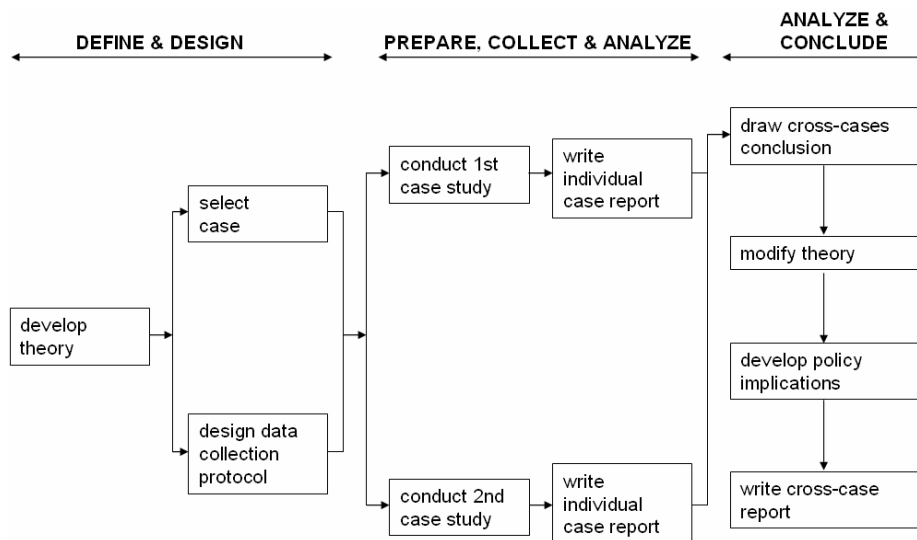 DEFINE & DESIGN
PREPARE, COLLECT & ANALYZE
ANALYZE &
CONCLUDE
develop
theory
select
case
design data
collection
protocol
conduct 1st
case study
write
individual
case report
conduct 2nd
case study
write
individual
case report
draw cross-cases
conclusion
modify theory
develop policy
implications
write cross-case
report